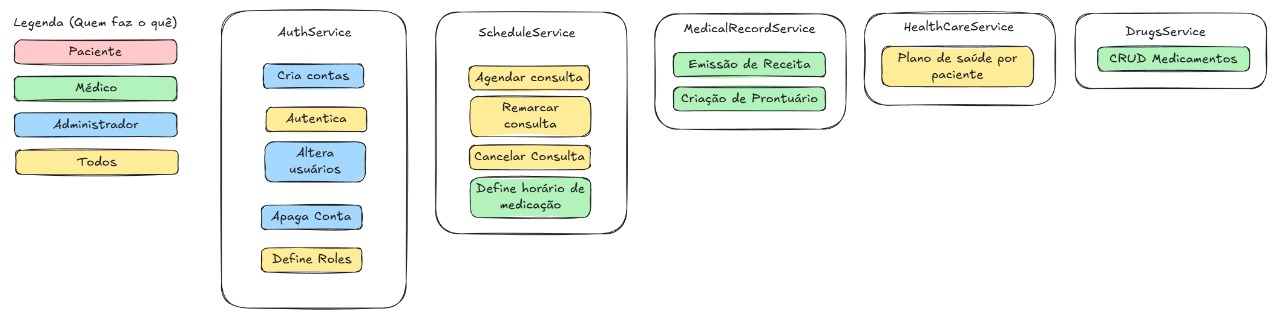 Legenda (Quem faz o quê)
Paciente
Médico
Administrador
Todos
AuthService
Cria contas
Autentica
Altera
usuários
Apaga Conta
Define Roles
ScheduleService
Agendar consulta
Remarcar
consulta
Cancelar Consulta
Define horário de
medicação
MedicalRecordService
Emissão de Receita
Criação de Prontuário
HealthCareService
Plano de saúde por
paciente
DrugsService
CRUD Medicamentos